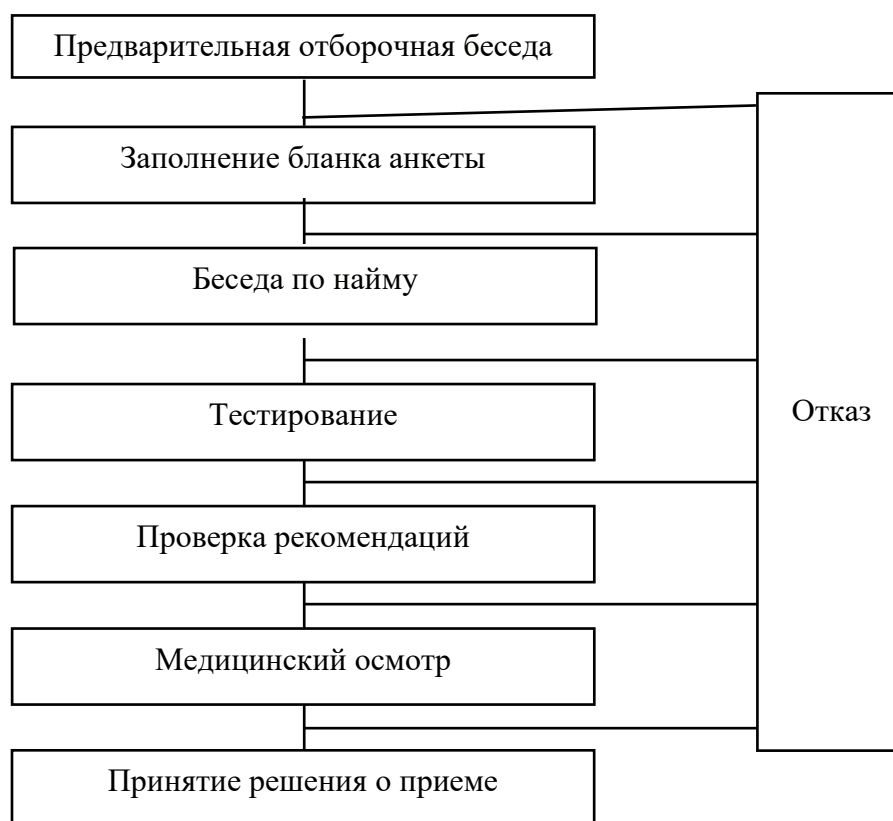 Предварительная отборочная беседа
Заполнение бланка анкеты
Беседа по найму
Тестирование
Отказ
Проверка рекомендаций
Медицинский осмотр
Принятие решения о приеме